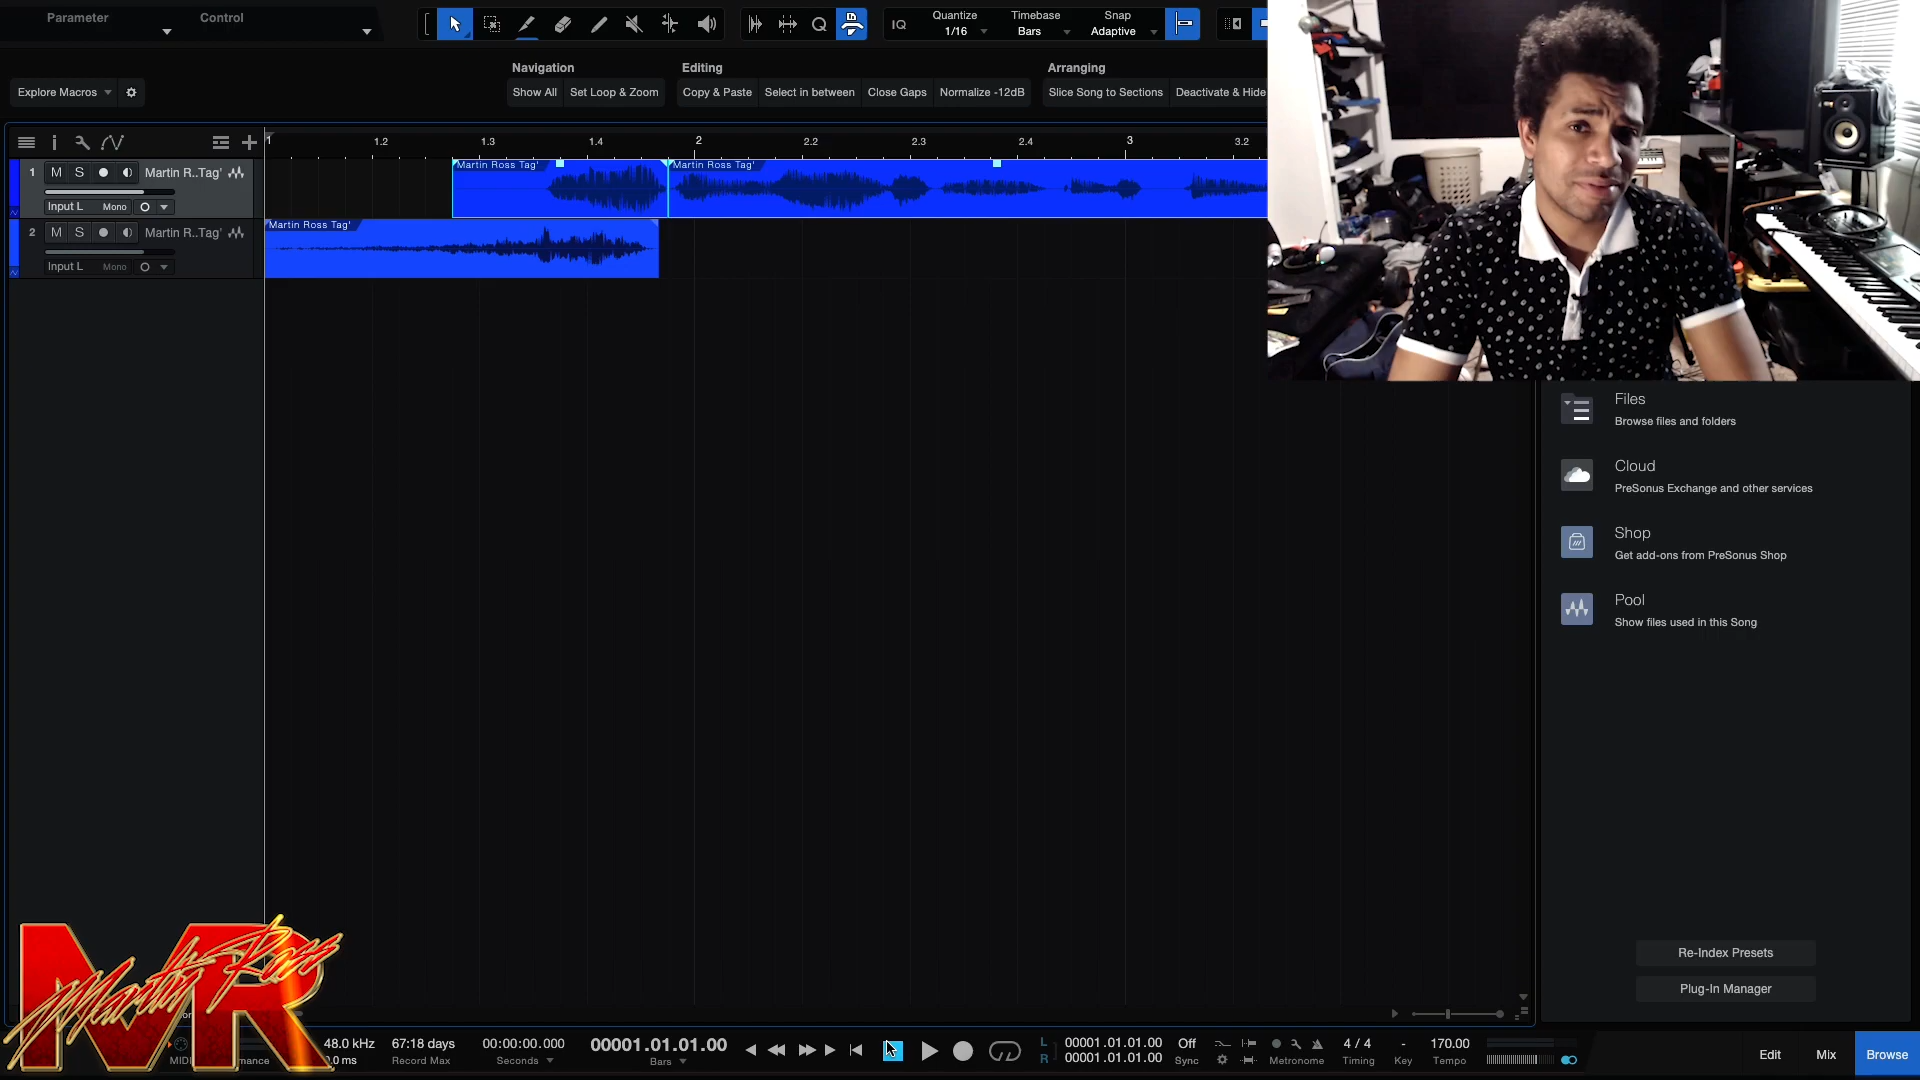 Parameter Control
IQ Quantize Timebase Snap
1/16 Bars Adaptive
Navigation Editing Arranging
Explore Macros Show All Set Loop & Zoom Copy & Paste Select in between Close Gaps Normalize -12dB Slice Song to Sections Deactivate & Hide
1 1.2 1.3 1.4 2 2.2 2.3 2.4 3 3.2
1 M S Martin R..Tag'
Input L Mono
Martin Ross Tag' Martin Ross Tag'
2 M S Martin R..Tag'
Input L Mono
Martin Ross Tag'
Files
Browse files and folders
Cloud
PreSonus Exchange and other services
Shop
Get add-ons from PreSonus Shop
Pool
Show files used in this Song
Re-Index Presets
Plug-In Manager
MR
Martin Ross
MIDI
48.0 kHz
0 ms
67:18 days
Record Max
00:00:00.000
Seconds
00001.01.01.00
Bars
L 00001.01.01.00
R 00001.01.01.00
Off
Sync
Metronome
4 / 4
Timing
-
Key
170.00
Tempo
Edit Mix Browse